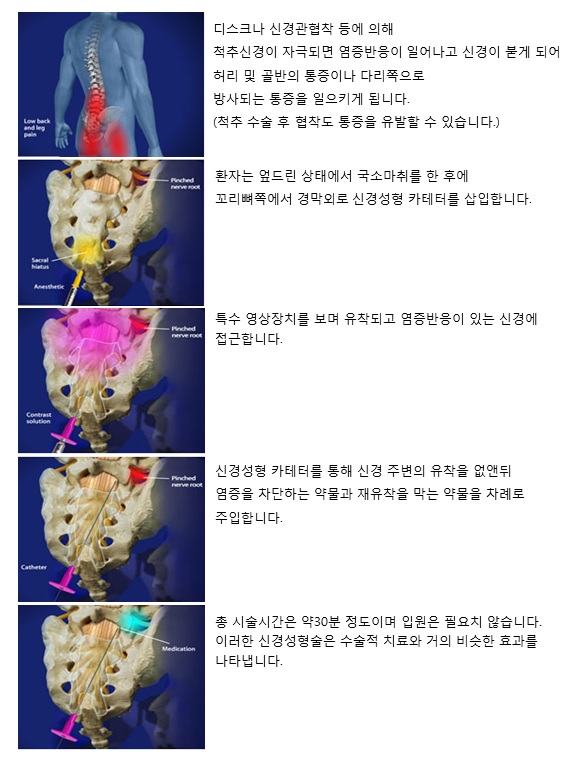 디스크나 신경관협착 등에 의해
척추신경이 자극되면 염증반응이 일어나고 신경이 붇게 되어
허리 및 골반의 통증이나 다리쪽으로
방사되는 통증을 일으키게 됩니다.
(척추 수술 후 협착도 통증을 유발할 수 있습니다.)
Low back
and leg
pain
환자는 엎드린 상태에서 국소마취를 한 후에
꼬리뼈쪽에서 경막외로 신경성형 카테터를 삽입합니다.
Pinched
nerve root
Sacral
hiatus
Anesthetic
특수 영상장치를 보며 유착되고 염증반응이 있는 신경에
접근합니다.
Pinched
nerve root
Contrast
solution
신경성형 카테터를 통해 신경 주변의 유착을 없앤뒤
염증을 차단하는 약물과 재유착을 막는 약물을 차례로
주입합니다.
Pinched
nerve root
Catheter
총 시술시간은 약30분 정도이며 입원은 필요치 않습니다.
이러한 신경성형술은 수술적 치료와 거의 비슷한 효과를
나타냅니다.
Medication